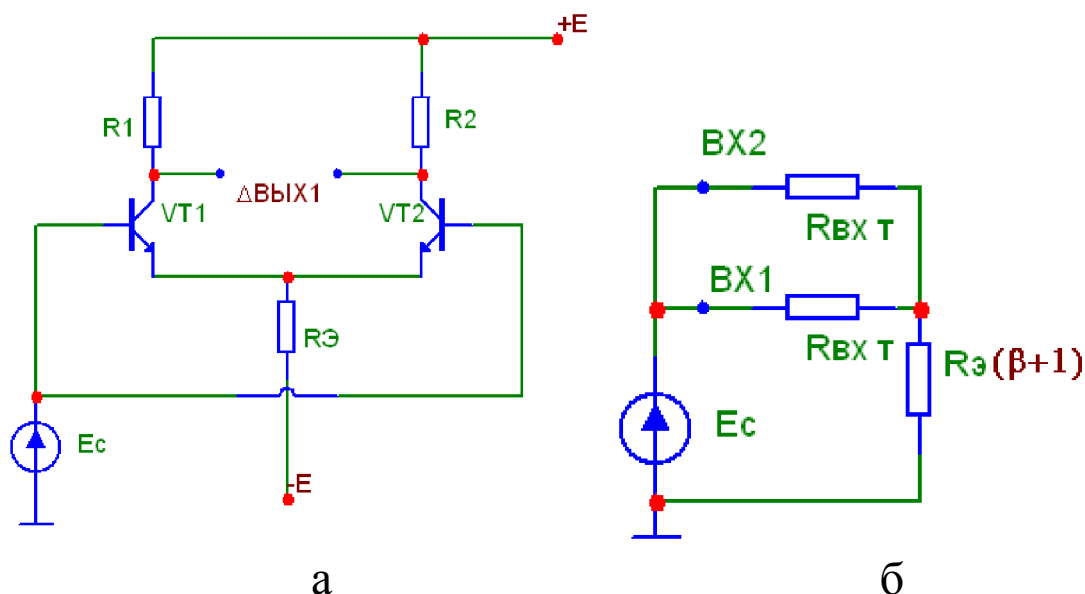 +E
R1
R2
ΔВЫХ1
VT1
VT2
RЭ
Ec
-E
а
ВХ2
Rвх т
ВХ1
Rвх т
Rэ(β+1)
Ec
б